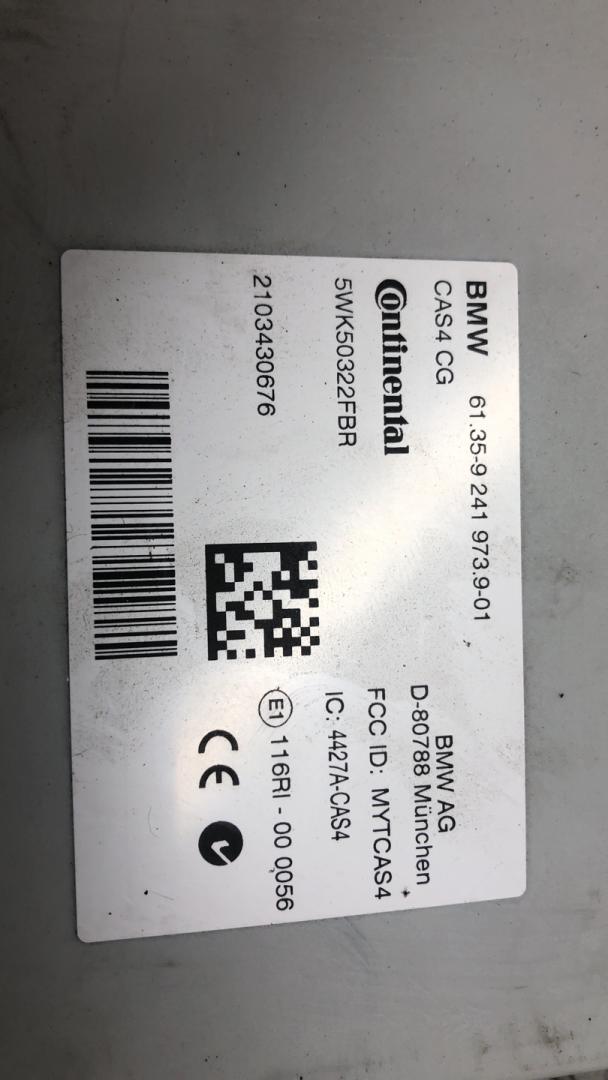 BMW 61.35-9 241 973.9-01
CAS4 CG
Continental
5WK50322FBR
2103430676
BMW AG
D-80788 München
FCC ID: MYTCAS4
IC: 4427A-CAS4
E1 116RI - 00 0056
CE